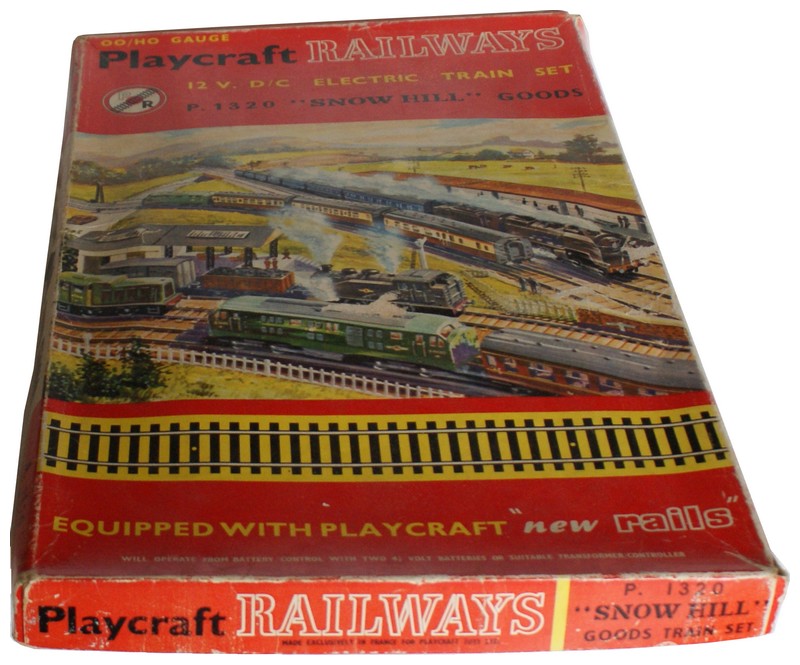 OO/HO GAUGE
Playcraft RAILWAYS
12 V. D/C ELECTRIC TRAIN SET
R
P. 1320 "SNOW HILL" GOODS
EQUIPPED WITH PLAYCRAFT "new rails"
WILL OPERATE FROM BATTERY CONTROL WITH TWO 4½ VOLT BATTERIES OR SUITABLE TRANSFORMER/CONTROLLER
Playcraft RAILWAYS
MADE EXCLUSIVELY IN FRANCE FOR PLAYCRAFT TOYS LTD.
P. 1320
"SNOW HILL"
GOODS TRAIN SET